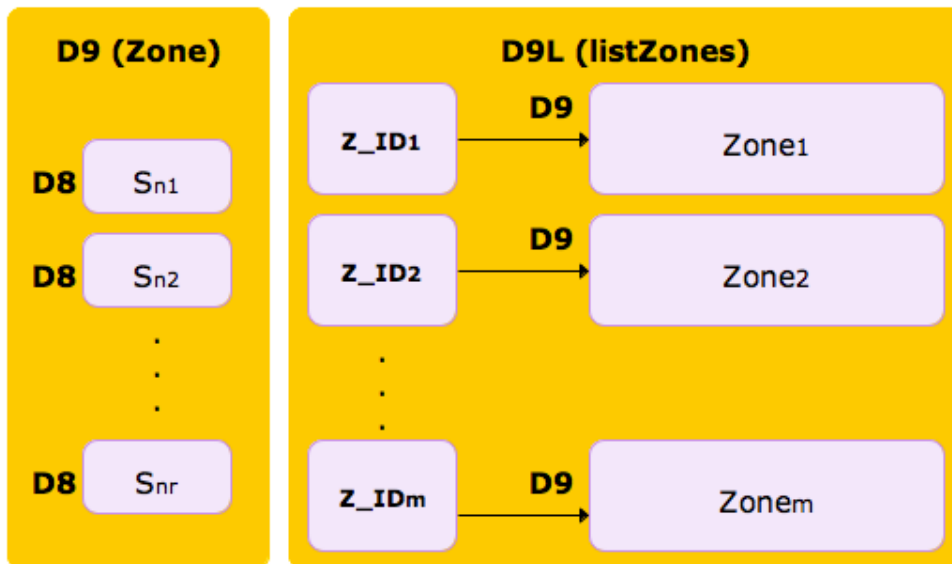 D9 (Zone)
D8 Sn1
D8 Sn2
.
.
.
D8 Snr
D9L (listZones)
Z_ID1 D9 Zone1
Z_ID2 D9 Zone2
.
.
.
Z_IDm D9 Zonem